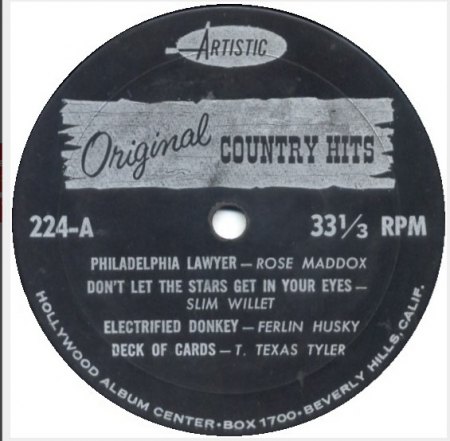 ARTISTIC
Original COUNTRY HITS
224-A 33⅓ RPM
PHILADELPHIA LAWYER — ROSE MADDOX
DON'T LET THE STARS GET IN YOUR EYES —
SLIM WILLET
ELECTRIFIED DONKEY — FERLIN HUSKY
DECK OF CARDS — T. TEXAS TYLER
HOLLYWOOD ALBUM CENTER • BOX 1700 • BEVERLY HILLS, CALIF.